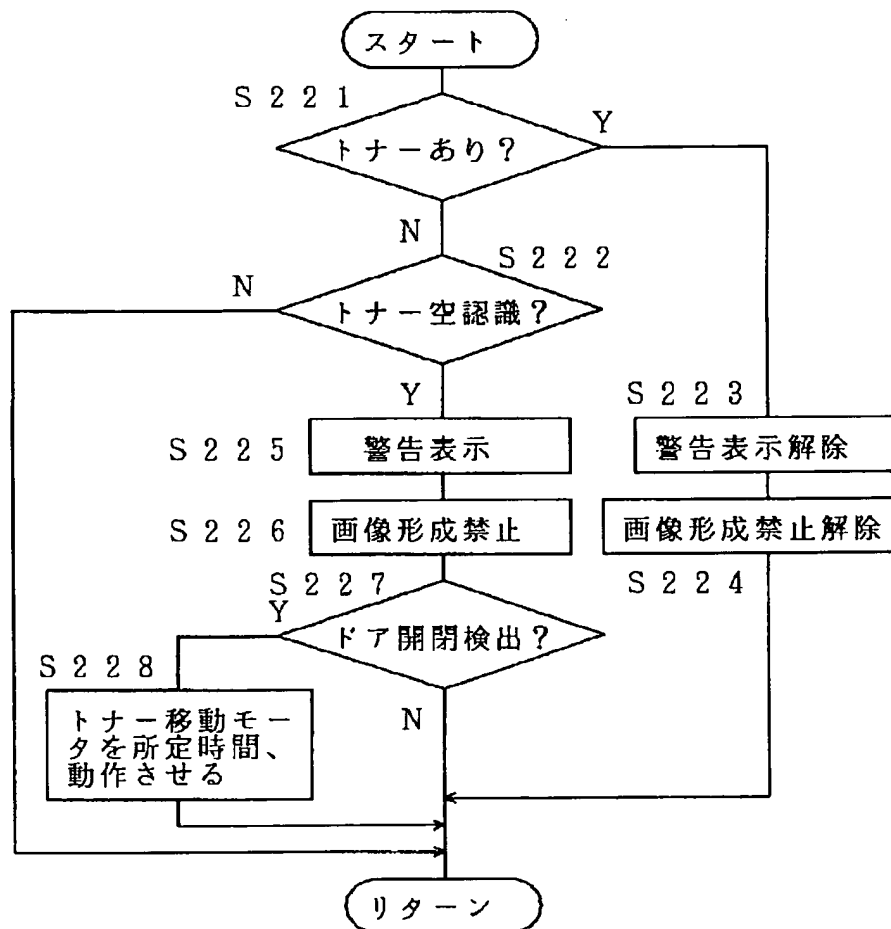 スタート
S221
トナーあり?
Y
N
S222
トナー空認識?
N
Y
S223
S225
警告表示
警告表示解除
S226
画像形成禁止
画像形成禁止解除
S224
S227
Y
ドア開閉検出?
S228
N
トナー移動モー
タを所定時間、
動作させる
リターン